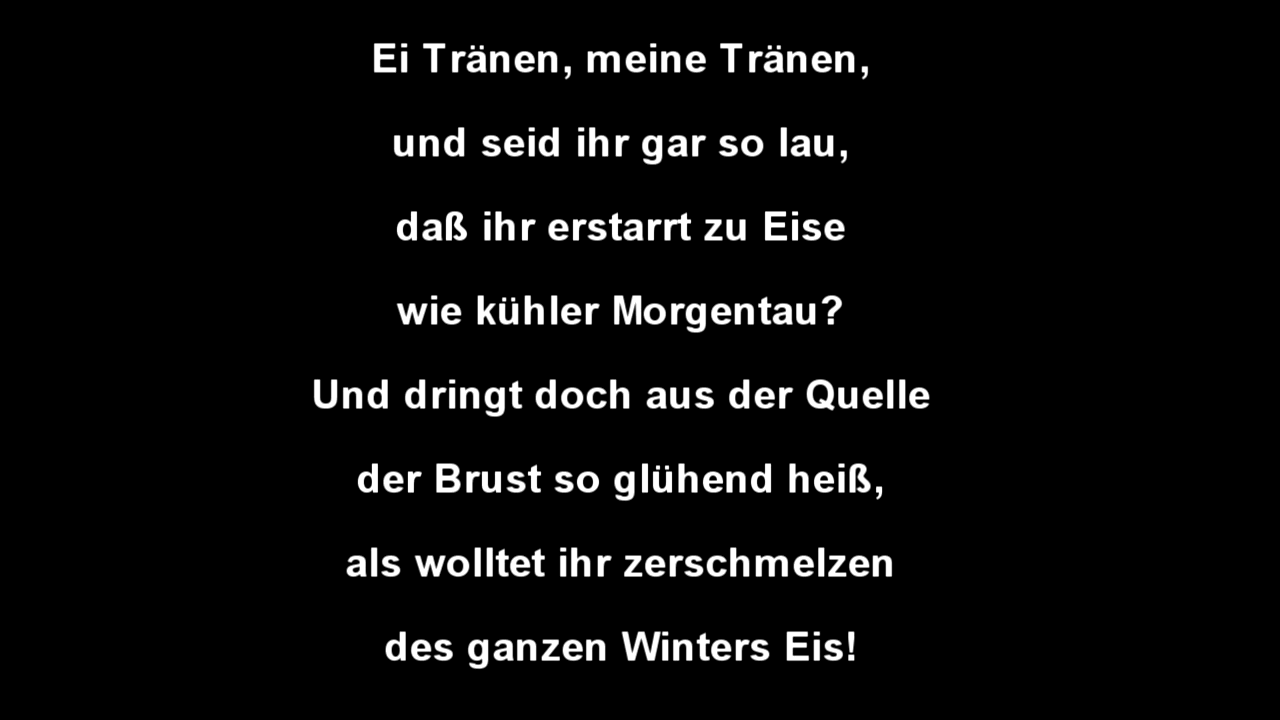 Ei Tränen, meine Tränen,
und seid ihr gar so lau,
daß ihr erstarrt zu Eise
wie kühler Morgentau?
Und dringt doch aus der Quelle
der Brust so glühend heiß,
als wolltet ihr zerschmelzen
des ganzen Winters Eis!